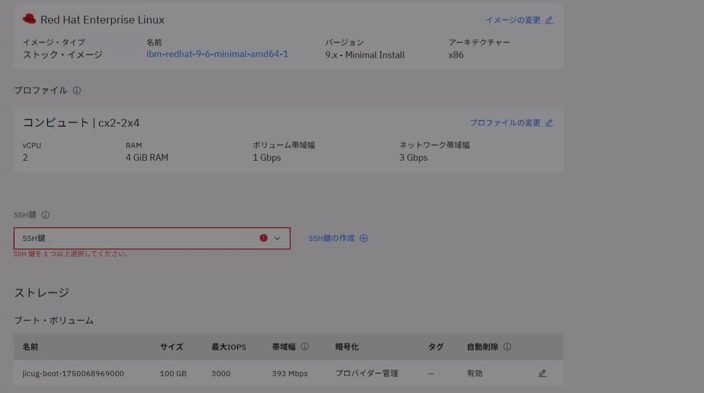 Red Hat Enterprise Linux
イメージの変更
イメージ・タイプ 名前 バージョン アーキテクチャー
ストック・イメージ ibm-redhat-9-6-minimal-amd64-1 9.x - Minimal Install x86
プロファイル
コンピュート | cx2-2x4
プロファイルの変更
vCPU RAM ボリューム帯域幅 ネットワーク帯域幅
2 4 GiB RAM 1 Gbps 3 Gbps
SSH鍵
SSH鍵
SSH鍵の作成
SSH 鍵を 1 つ以上選択してください。
ストレージ
ブート・ボリューム
名前 サイズ 最大IOPS 帯域幅 暗号化 タグ 自動削除
jicug-boot-1750068969000 100 GB 3000 393 Mbps プロバイダー管理 – 有効